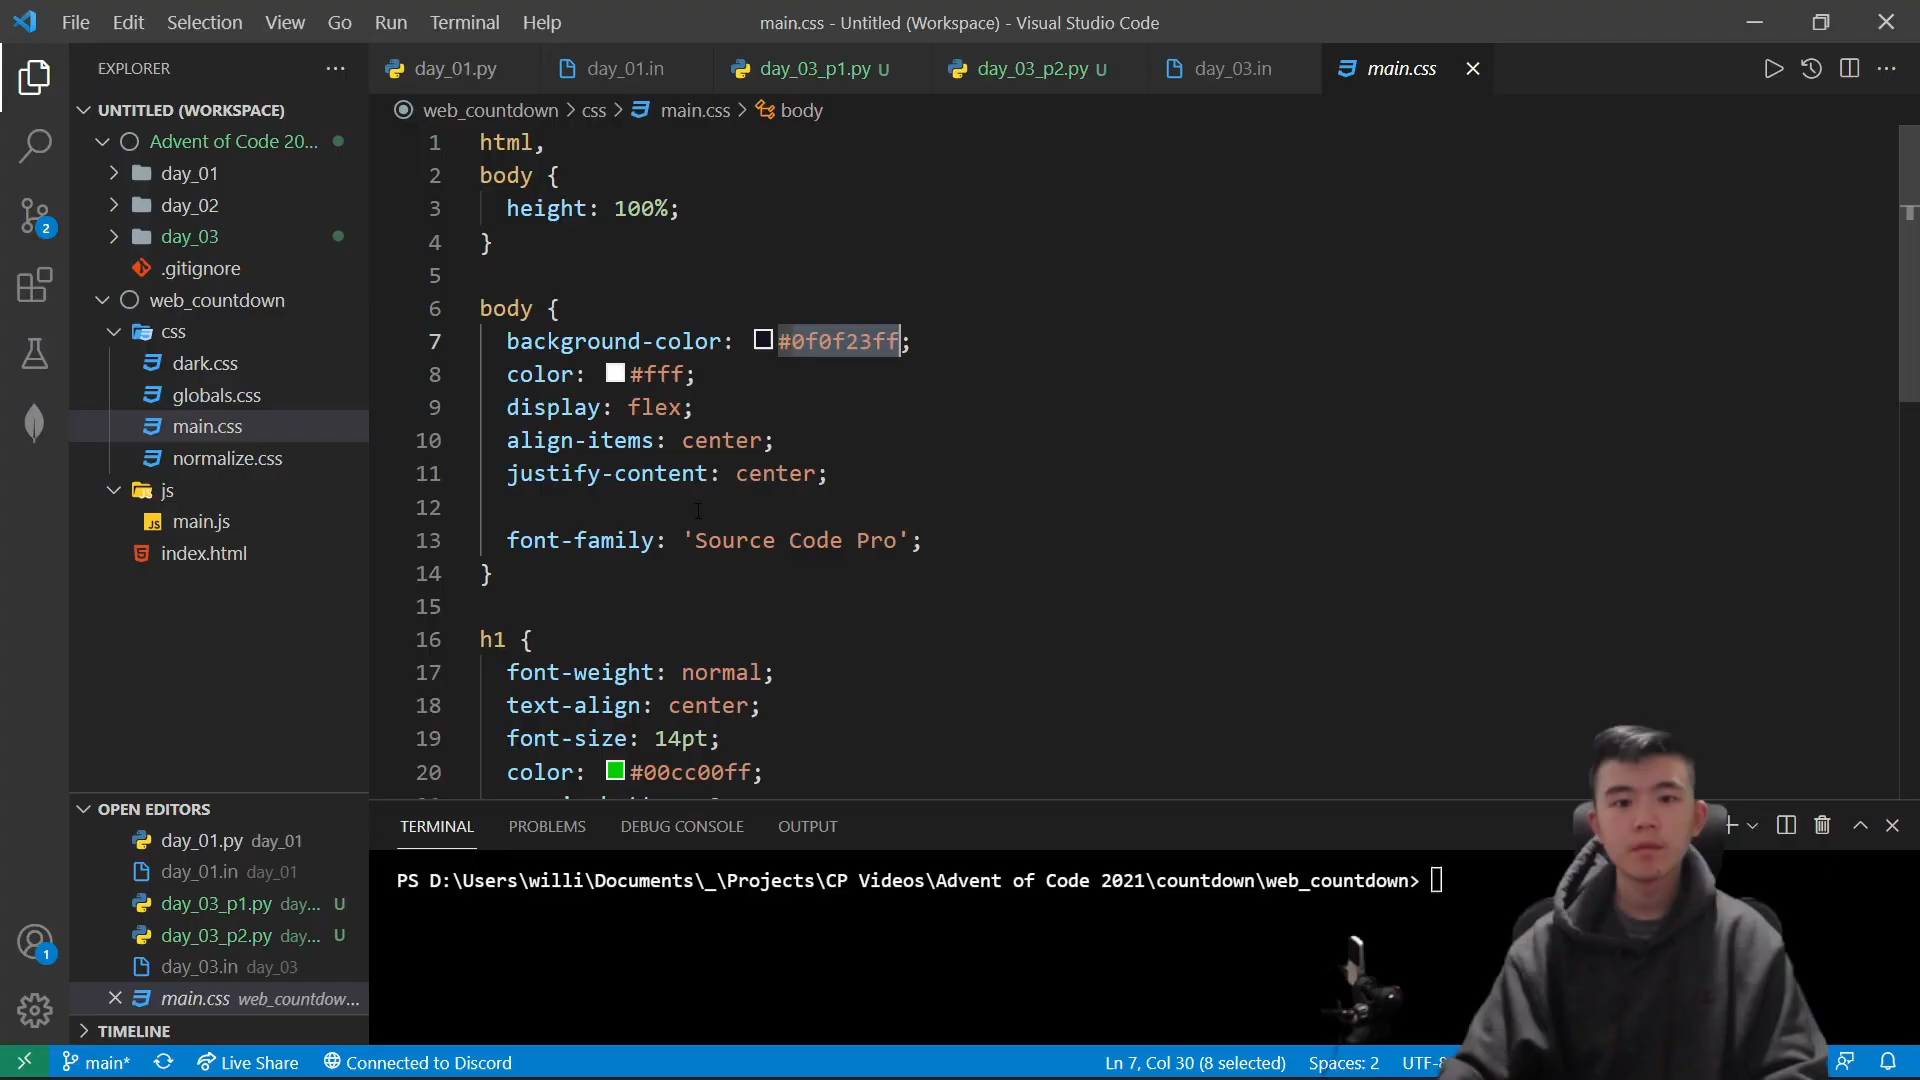 File Edit Selection View Go Run Terminal Help
main.css - Untitled (Workspace) - Visual Studio Code
EXPLORER
day_01.py
day_01.in
day_03_p1.py U
day_03_p2.py U
day_03.in
main.css
web_countdown > css > main.css > body
UNTITLED (WORKSPACE)
Advent of Code 20...
day_01
day_02
day_03
.gitignore
web_countdown
css
dark.css
globals.css
main.css
normalize.css
js
main.js
index.html
2
1 html,
2 body {
3 height: 100%;
4 }
5
6 body {
7 background-color: #0f0f23ff;
8 color: #fff;
9 display: flex;
10 align-items: center;
11 justify-content: center;
12
13 font-family: 'Source Code Pro';
14 }
15
16 h1 {
17 font-weight: normal;
18 text-align: center;
19 font-size: 14pt;
20 color: #00cc00ff;
OPEN EDITORS
day_01.py day_01
day_01.in day_01
day_03_p1.py day... U
day_03_p2.py day... U
day_03.in day_03
main.css web_countdow...
TIMELINE
1
TERMINAL PROBLEMS DEBUG CONSOLE OUTPUT
PS D:\Users\willi\Documents\_\Projects\CP Videos\Advent of Code 2021\countdown\web_countdown>
main*
Live Share
Connected to Discord
Ln 7, Col 30 (8 selected)
Spaces: 2